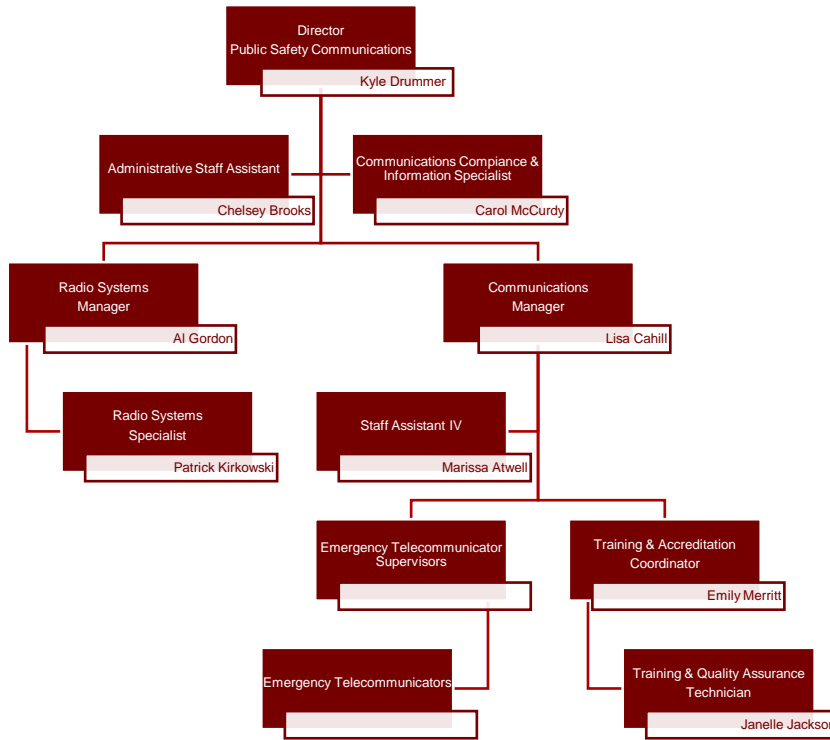 Director
Public Safety Communications
Kyle Drummer
Administrative Staff Assistant
Chelsey Brooks
Communications Compiance &
Information Specialist
Carol McCurdy
Radio Systems
Manager
Al Gordon
Communications
Manager
Lisa Cahill
Radio Systems
Specialist
Patrick Kirkowski
Staff Assistant IV
Marissa Atwell
Emergency Telecommunicator
Supervisors
Training & Accreditation
Coordinator
Emily Merritt
Emergency Telecommunicators
Training & Quality Assurance
Technician
Janelle Jackson